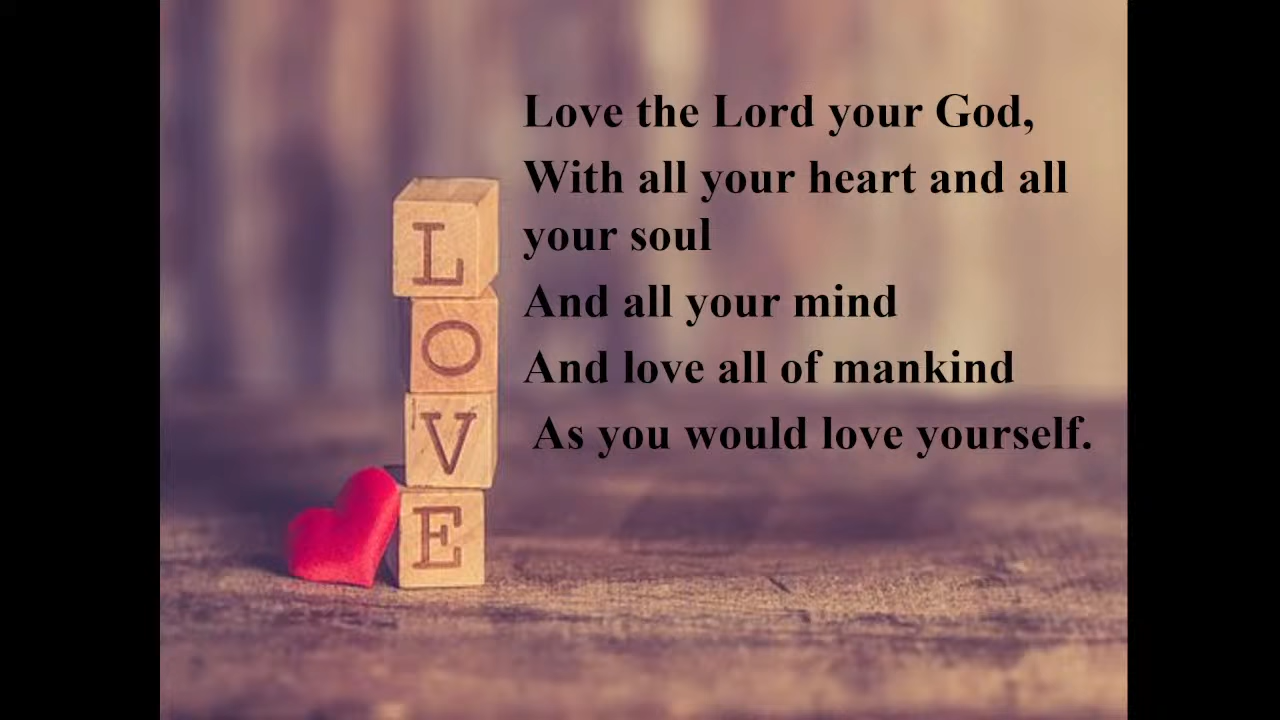 L
O
V
E
Love the Lord your God,
With all your heart and all
your soul
And all your mind
And love all of mankind
As you would love yourself.